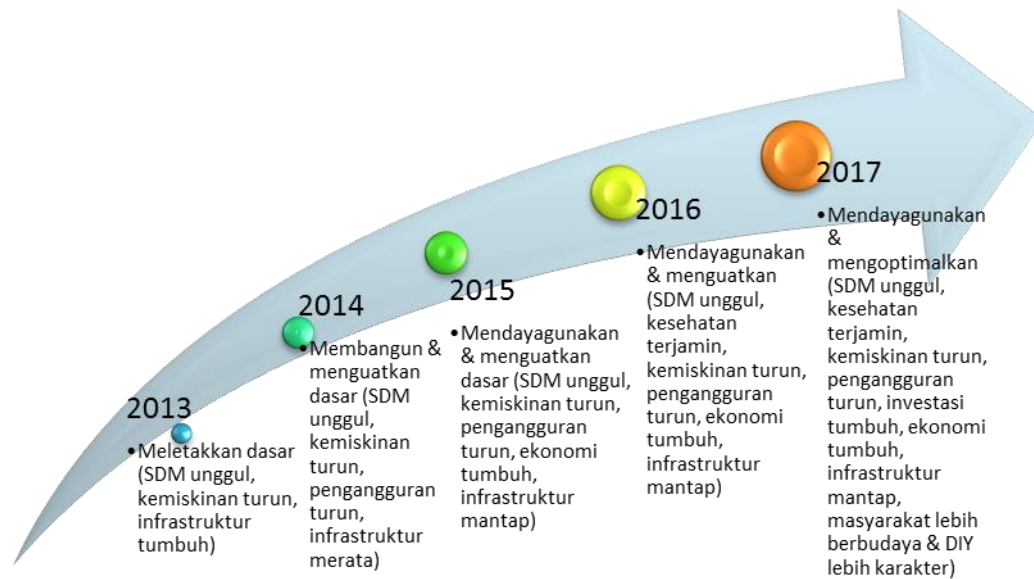 2013
•Meletakkan dasar
(SDM unggul,
kemiskinan turun,
infrastruktur
tumbuh)
2014
•Membangun &
menguatkan
dasar (SDM
unggul,
kemiskinan
turun,
pengangguran
turun,
infrastruktur
merata)
2015
•Mendayagunakan
& menguatkan
dasar (SDM unggul,
kemiskinan turun,
pengangguran
turun, ekonomi
tumbuh,
infrastruktur
mantap)
2016
•Mendayagunakan
& menguatkan
(SDM unggul,
kesehatan
terjamin,
kemiskinan turun,
pengangguran
turun, ekonomi
tumbuh,
infrastruktur
mantap)
2017
•Mendayagunakan
&
mengoptimalkan
(SDM unggul,
kesehatan
terjamin,
kemiskinan turun,
pengangguran
turun, investasi
tumbuh, ekonomi
tumbuh,
infrastruktur
mantap,
masyarakat lebih
berbudaya & DIY
lebih karakter)